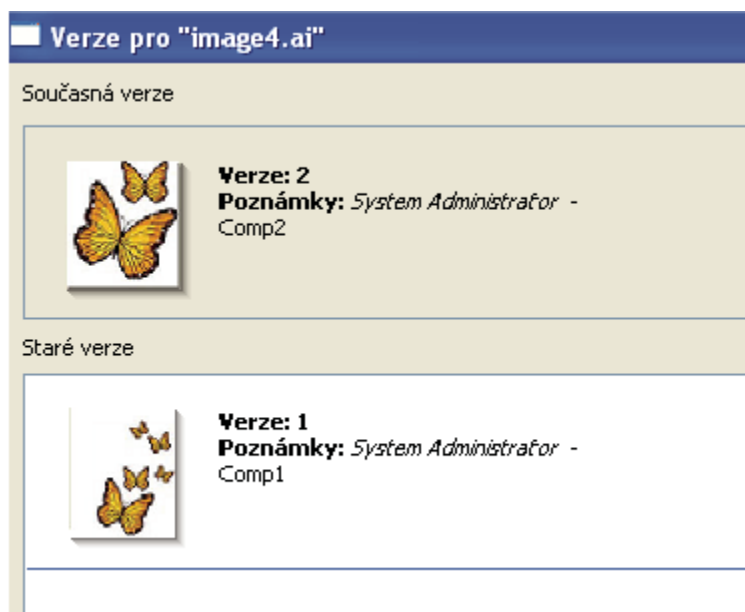 Verze pro "image4.ai"
Současná verze
Verze: 2
Poznámky: System Administrator -
Comp2
Staré verze
Verze: 1
Poznámky: System Administrator -
Comp1